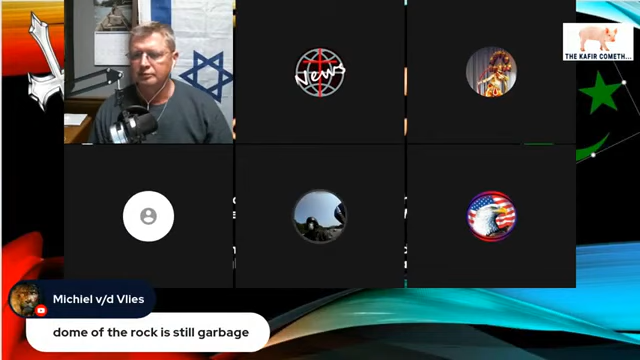 News
THE KAFIR COMETH...
Michiel v/d Vlies
dome of the rock is still garbage